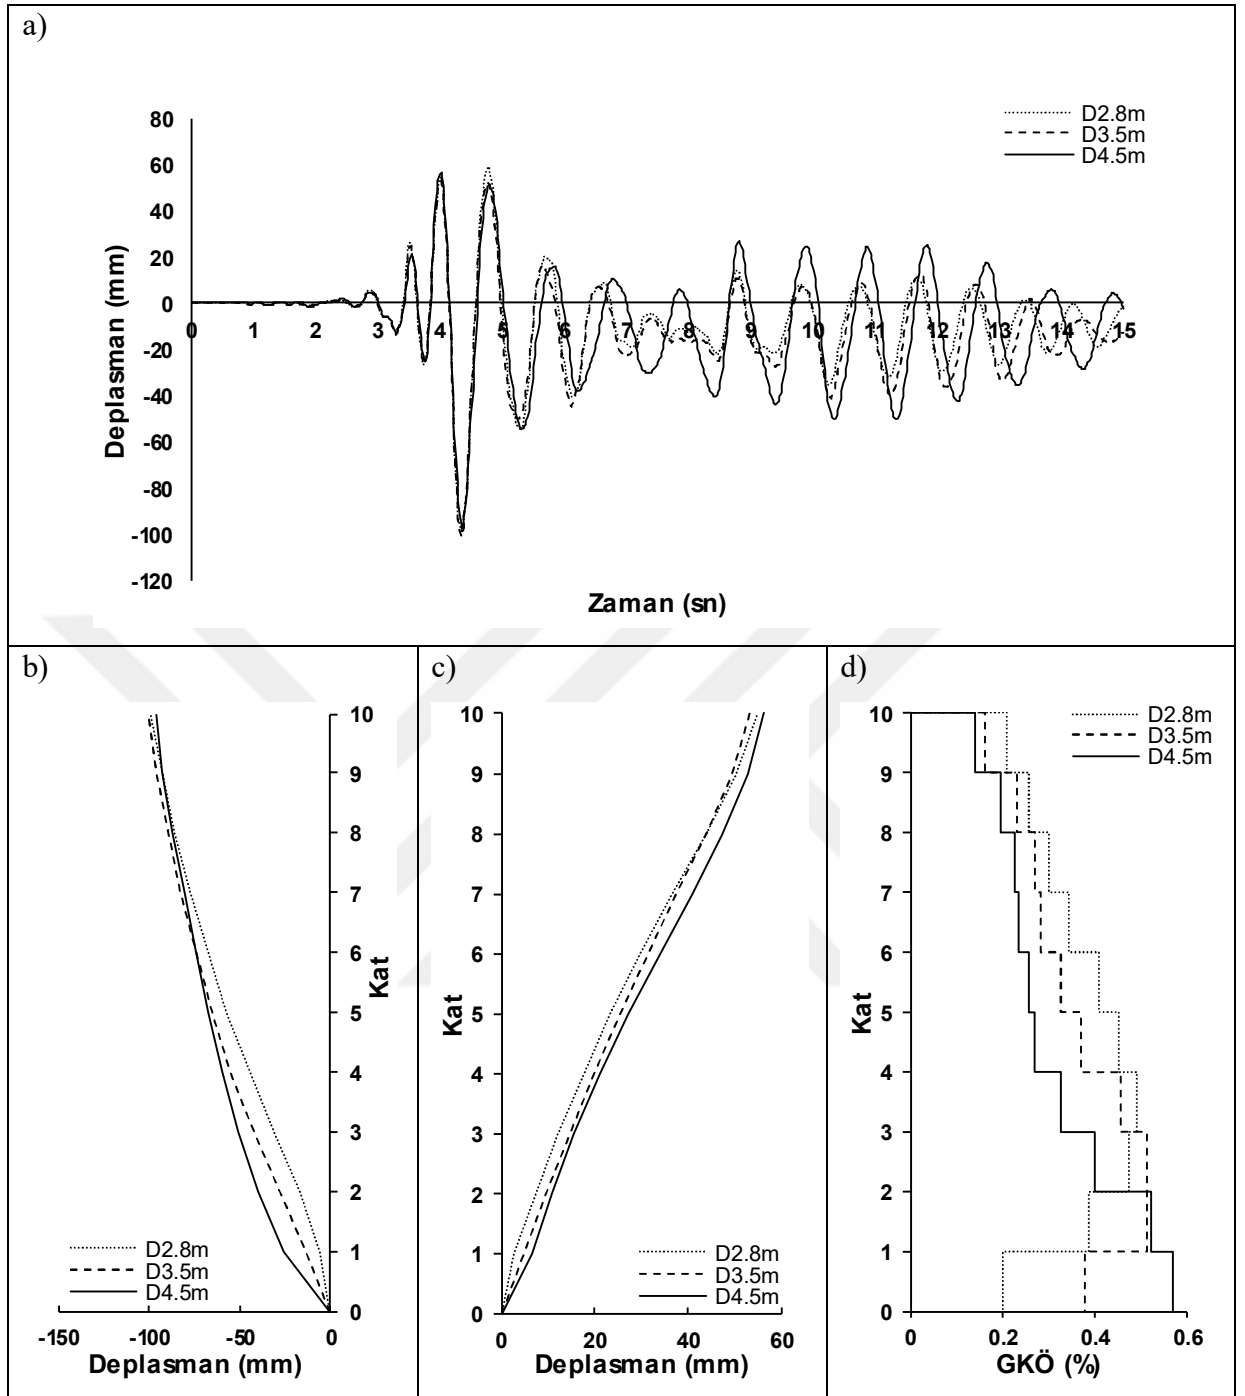 a)
D2.8m
D3.5m
D4.5m
80
60
40
20
0
-20
-40
-60
-80
-100
-120
Deplasman (mm)
0 1 2 3 4 5 6 7 8 9 10 11 12 13 14 15
Zaman (sn)
b)
10
9
8
7
6
5
4
3
2
1
0
Kat
D2.8m
D3.5m
D4.5m
-150 -100 -50 0
Deplasman (mm)
c)
10
9
8
7
6
5
4
3
2
1
0
Kat
D2.8m
D3.5m
D4.5m
0 20 40 60
Deplasman (mm)
d)
D2.8m
D3.5m
D4.5m
10
9
8
7
6
5
4
3
2
1
0
Kat
0 0.2 0.4 0.6
GKÖ (%)